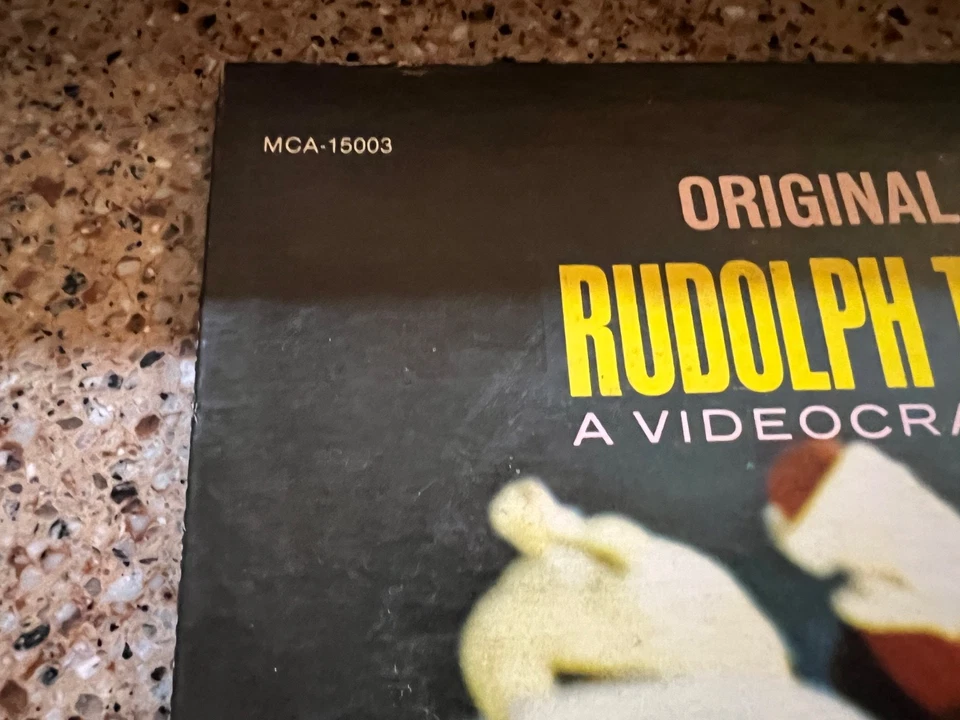 MCA-15003
ORIGINAL
RUDOLPH T
A VIDEOCRA